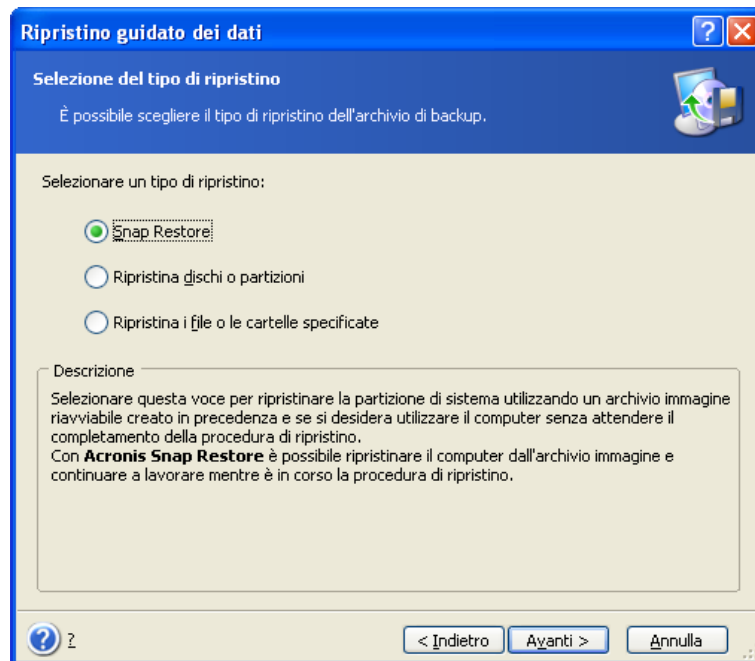 Ripristino guidato dei dati
Selezione del tipo di ripristino
È possibile scegliere il tipo di ripristino dell'archivio di backup.
Selezionare un tipo di ripristino:
Snap Restore
Ripristina dischi o partizioni
Ripristina i file o le cartelle specificate
Descrizione
Selezionare questa voce per ripristinare la partizione di sistema utilizzando un archivio immagine
riavviabile creato in precedenza e se si desidera utilizzare il computer senza attendere il
completamento della procedura di ripristino.
Con Acronis Snap Restore è possibile ripristinare il computer dall'archivio immagine e
continuare a lavorare mentre è in corso la procedura di ripristino.
? < Indietro Avanti > Annulla